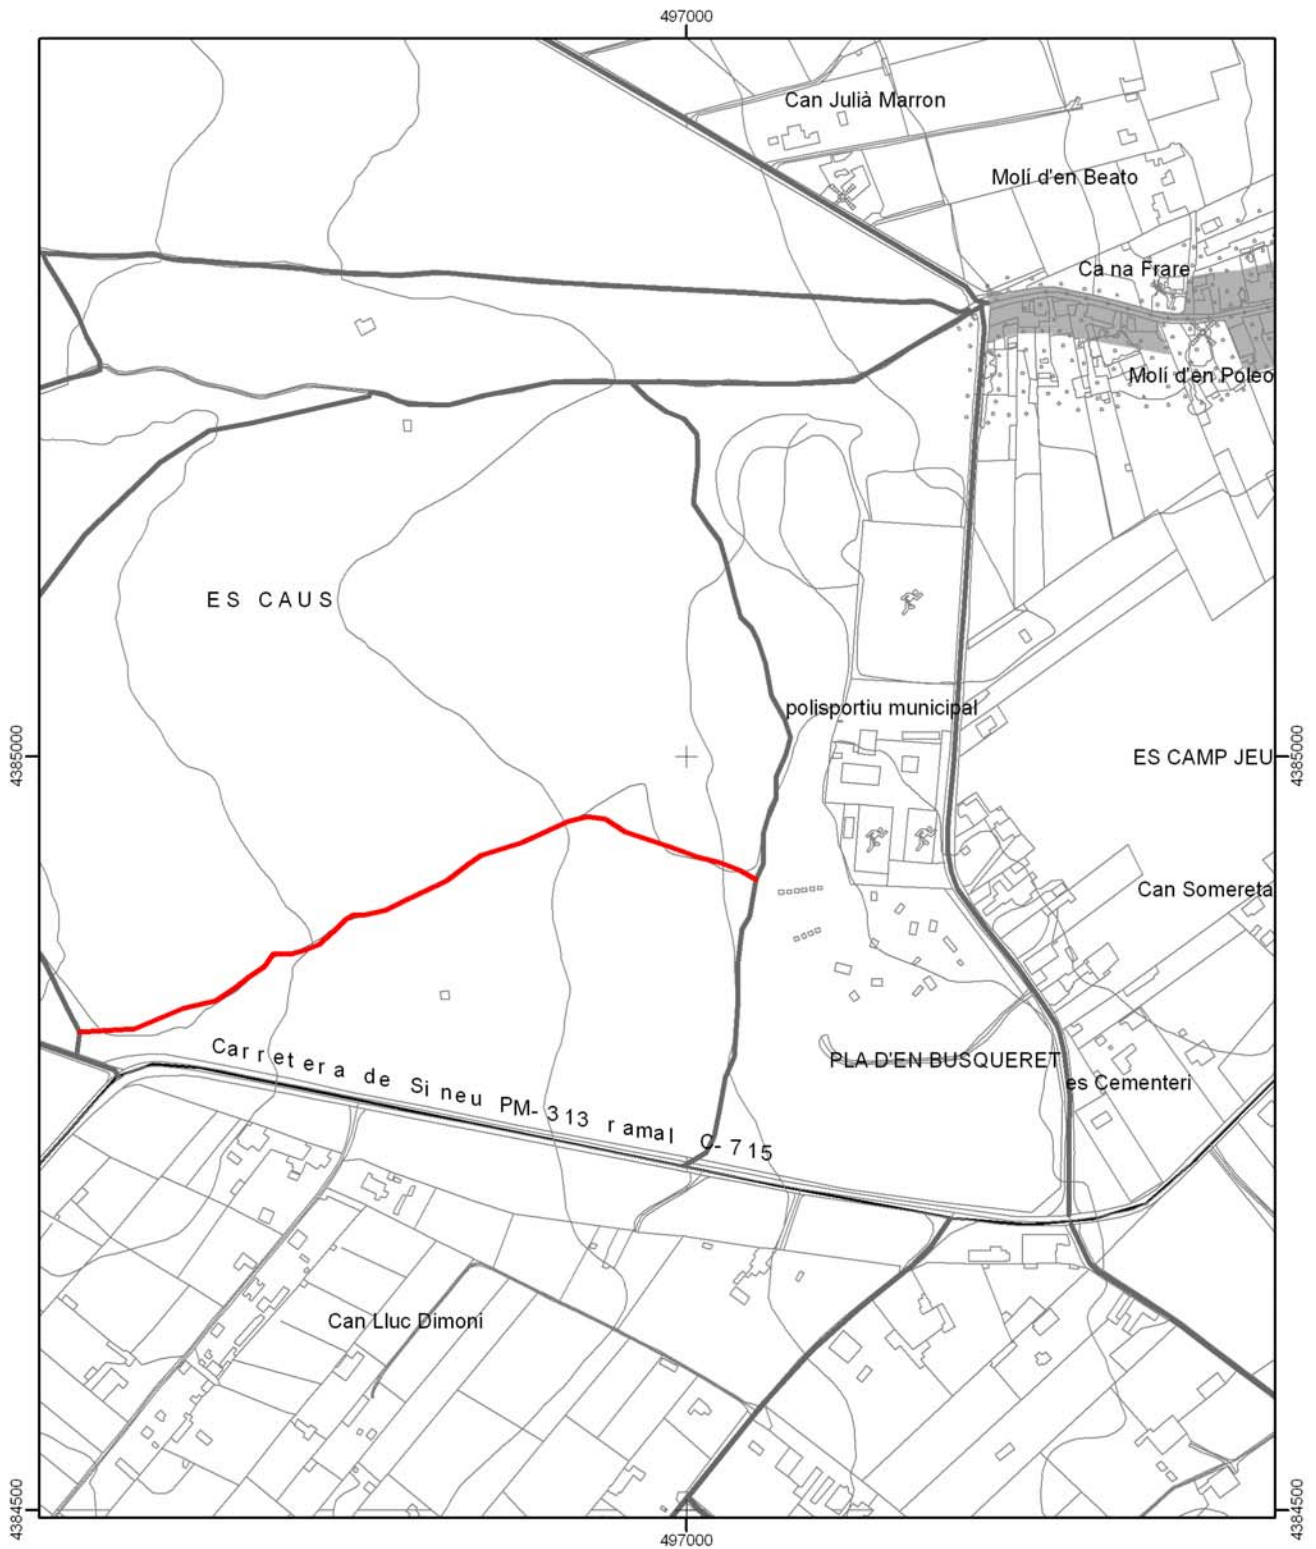 497000
Can Julià Marron
Molí d'en Beato
Ca na Frare
Molí d'en Poleo
ES CAUS
polisportiu municipal
4385000
ES CAMP JEU
4385000
Can Somereta
Carretera de Sineu PM-313 ramal C-715
PLA D'EN BUSQUERET
es Cementeri
Can Lluc Dimoni
4384500
4384500
497000